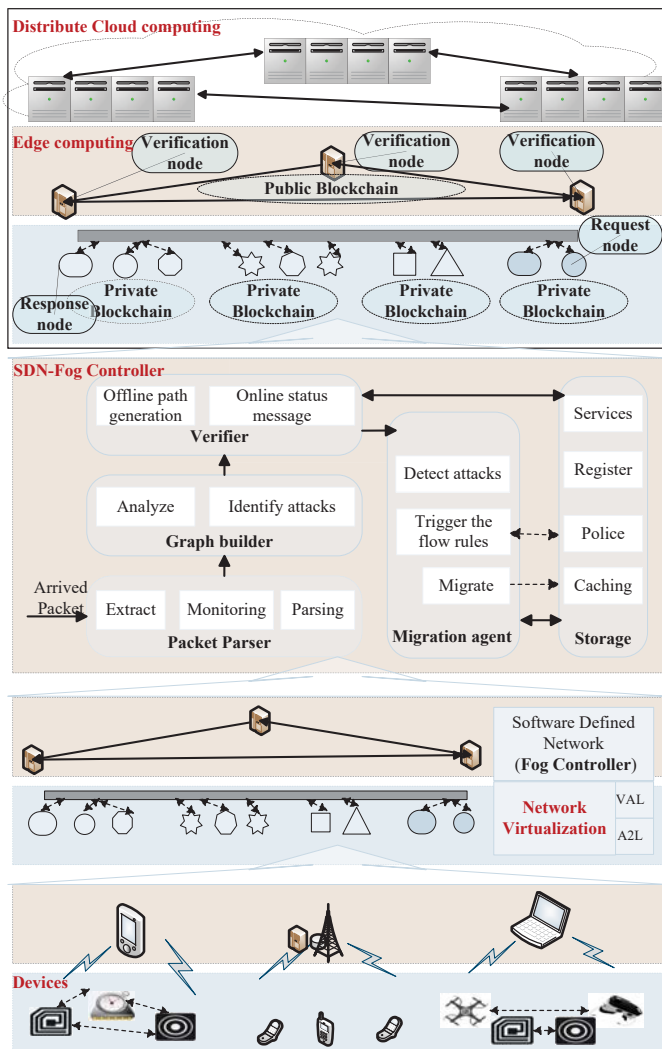 Distribute Cloud computing
Edge computing
Verification
node
Verification
node
Verification
node
Public Blockchain
Request
node
Response
node
Private
Blockchain
Private
Blockchain
Private
Blockchain
Private
Blockchain
SDN-Fog Controller
Offline path
generation
Online status
message
Verifier
Services
Analyze
Identify attacks
Graph builder
Detect attacks
Register
Trigger the
flow rules
Police
Arrived
Packet
Extract
Monitoring
Parsing
Packet Parser
Migrate
Caching
Migration agent
Storage
Software Defined
Network
(Fog Controller)
Network
Virtualization
VAL
A2L
Devices